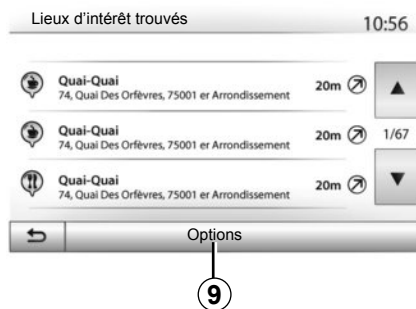 Lieux d'intérêt trouvés 10:56
Quai-Quai
74, Quai Des Orfèvres, 75001 er Arrondissement
20m
Quai-Quai
74, Quai Des Orfèvres, 75001 er Arrondissement
20m
1/67
Quai-Quai
74, Quai Des Orfèvres, 75001 er Arrondissement
20m
Options
9